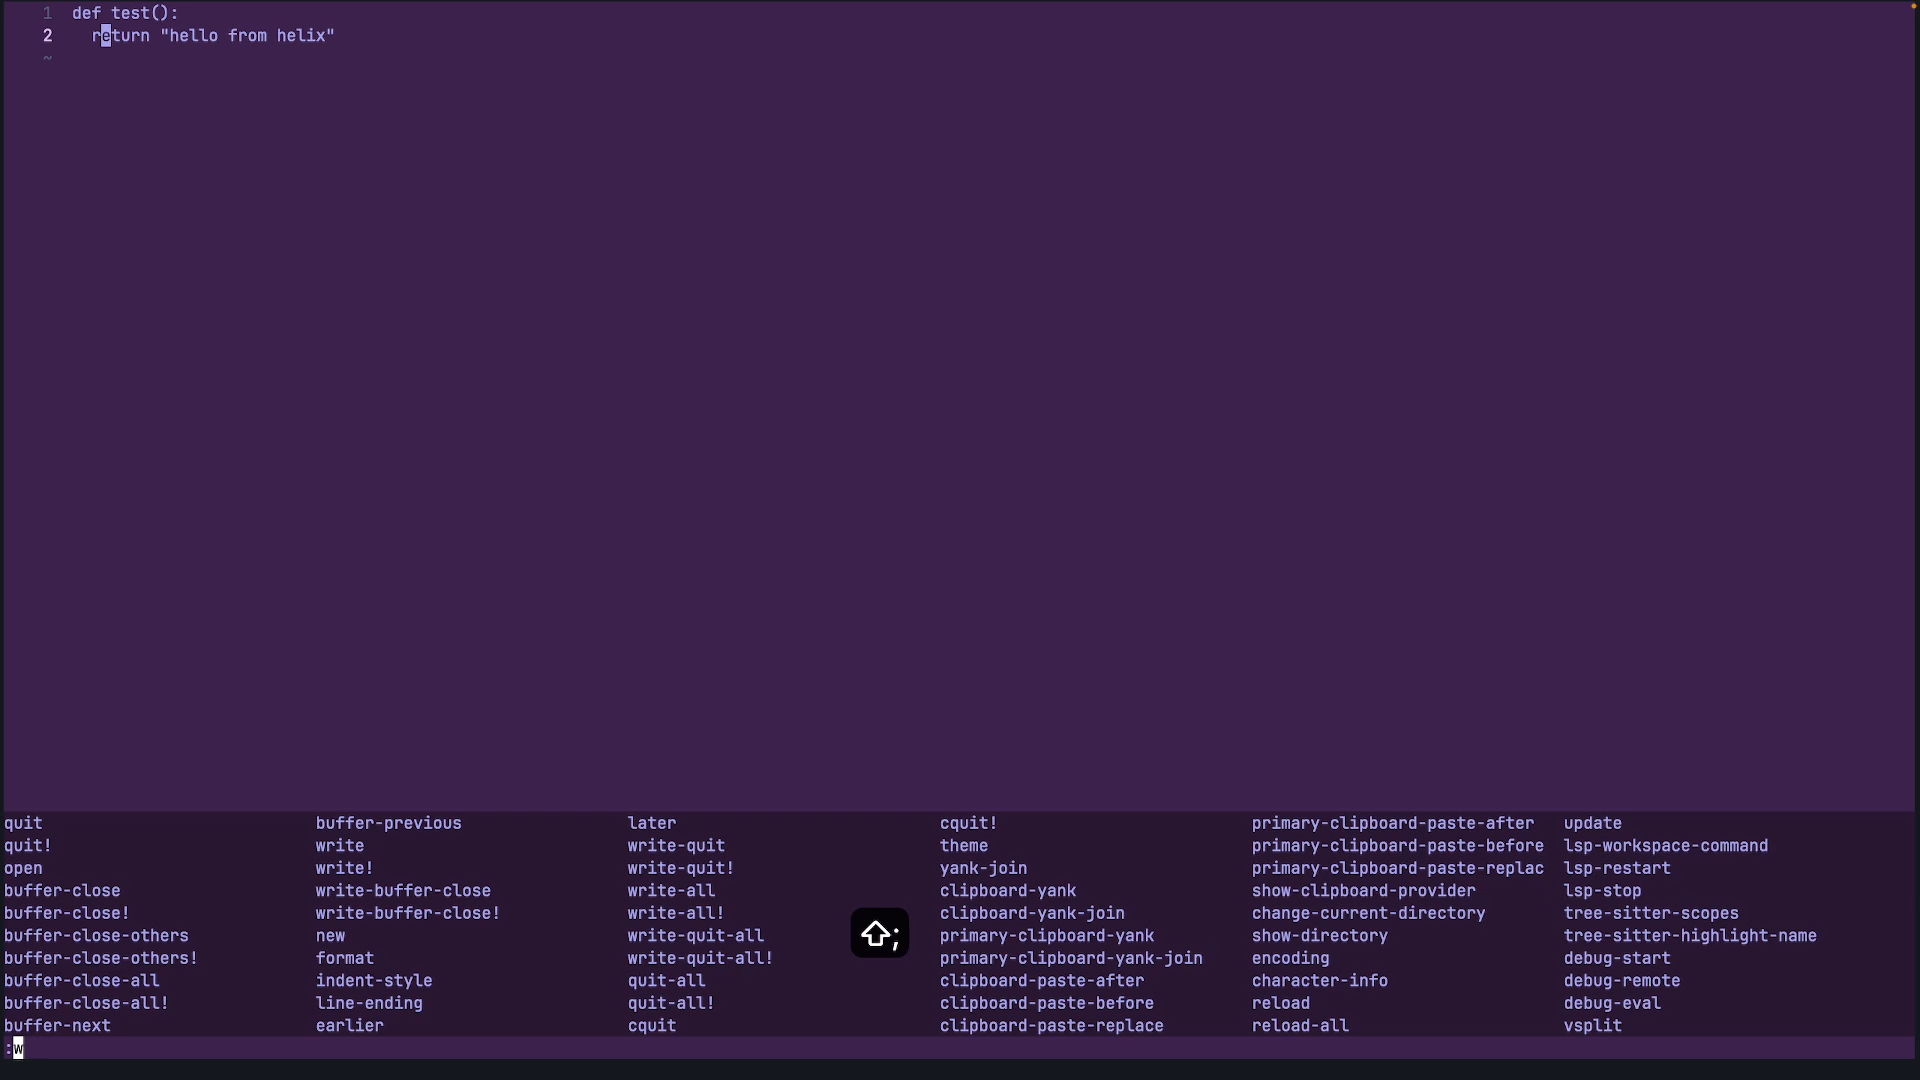 1 def test():
2 return "hello from helix"
~
quit buffer-previous later cquit! primary-clipboard-paste-after update
quit! write write-quit theme primary-clipboard-paste-before lsp-workspace-command
open write! write-quit! yank-join primary-clipboard-paste-replac lsp-restart
buffer-close write-buffer-close write-all clipboard-yank show-clipboard-provider lsp-stop
buffer-close! write-buffer-close! write-all! clipboard-yank-join change-current-directory tree-sitter-scopes
buffer-close-others new write-quit-all ⇧; primary-clipboard-yank show-directory tree-sitter-highlight-name
buffer-close-others! format write-quit-all! primary-clipboard-yank-join encoding debug-start
buffer-close-all indent-style quit-all clipboard-paste-after character-info debug-remote
buffer-close-all! line-ending quit-all! clipboard-paste-before reload debug-eval
buffer-next earlier cquit clipboard-paste-replace reload-all vsplit
:w